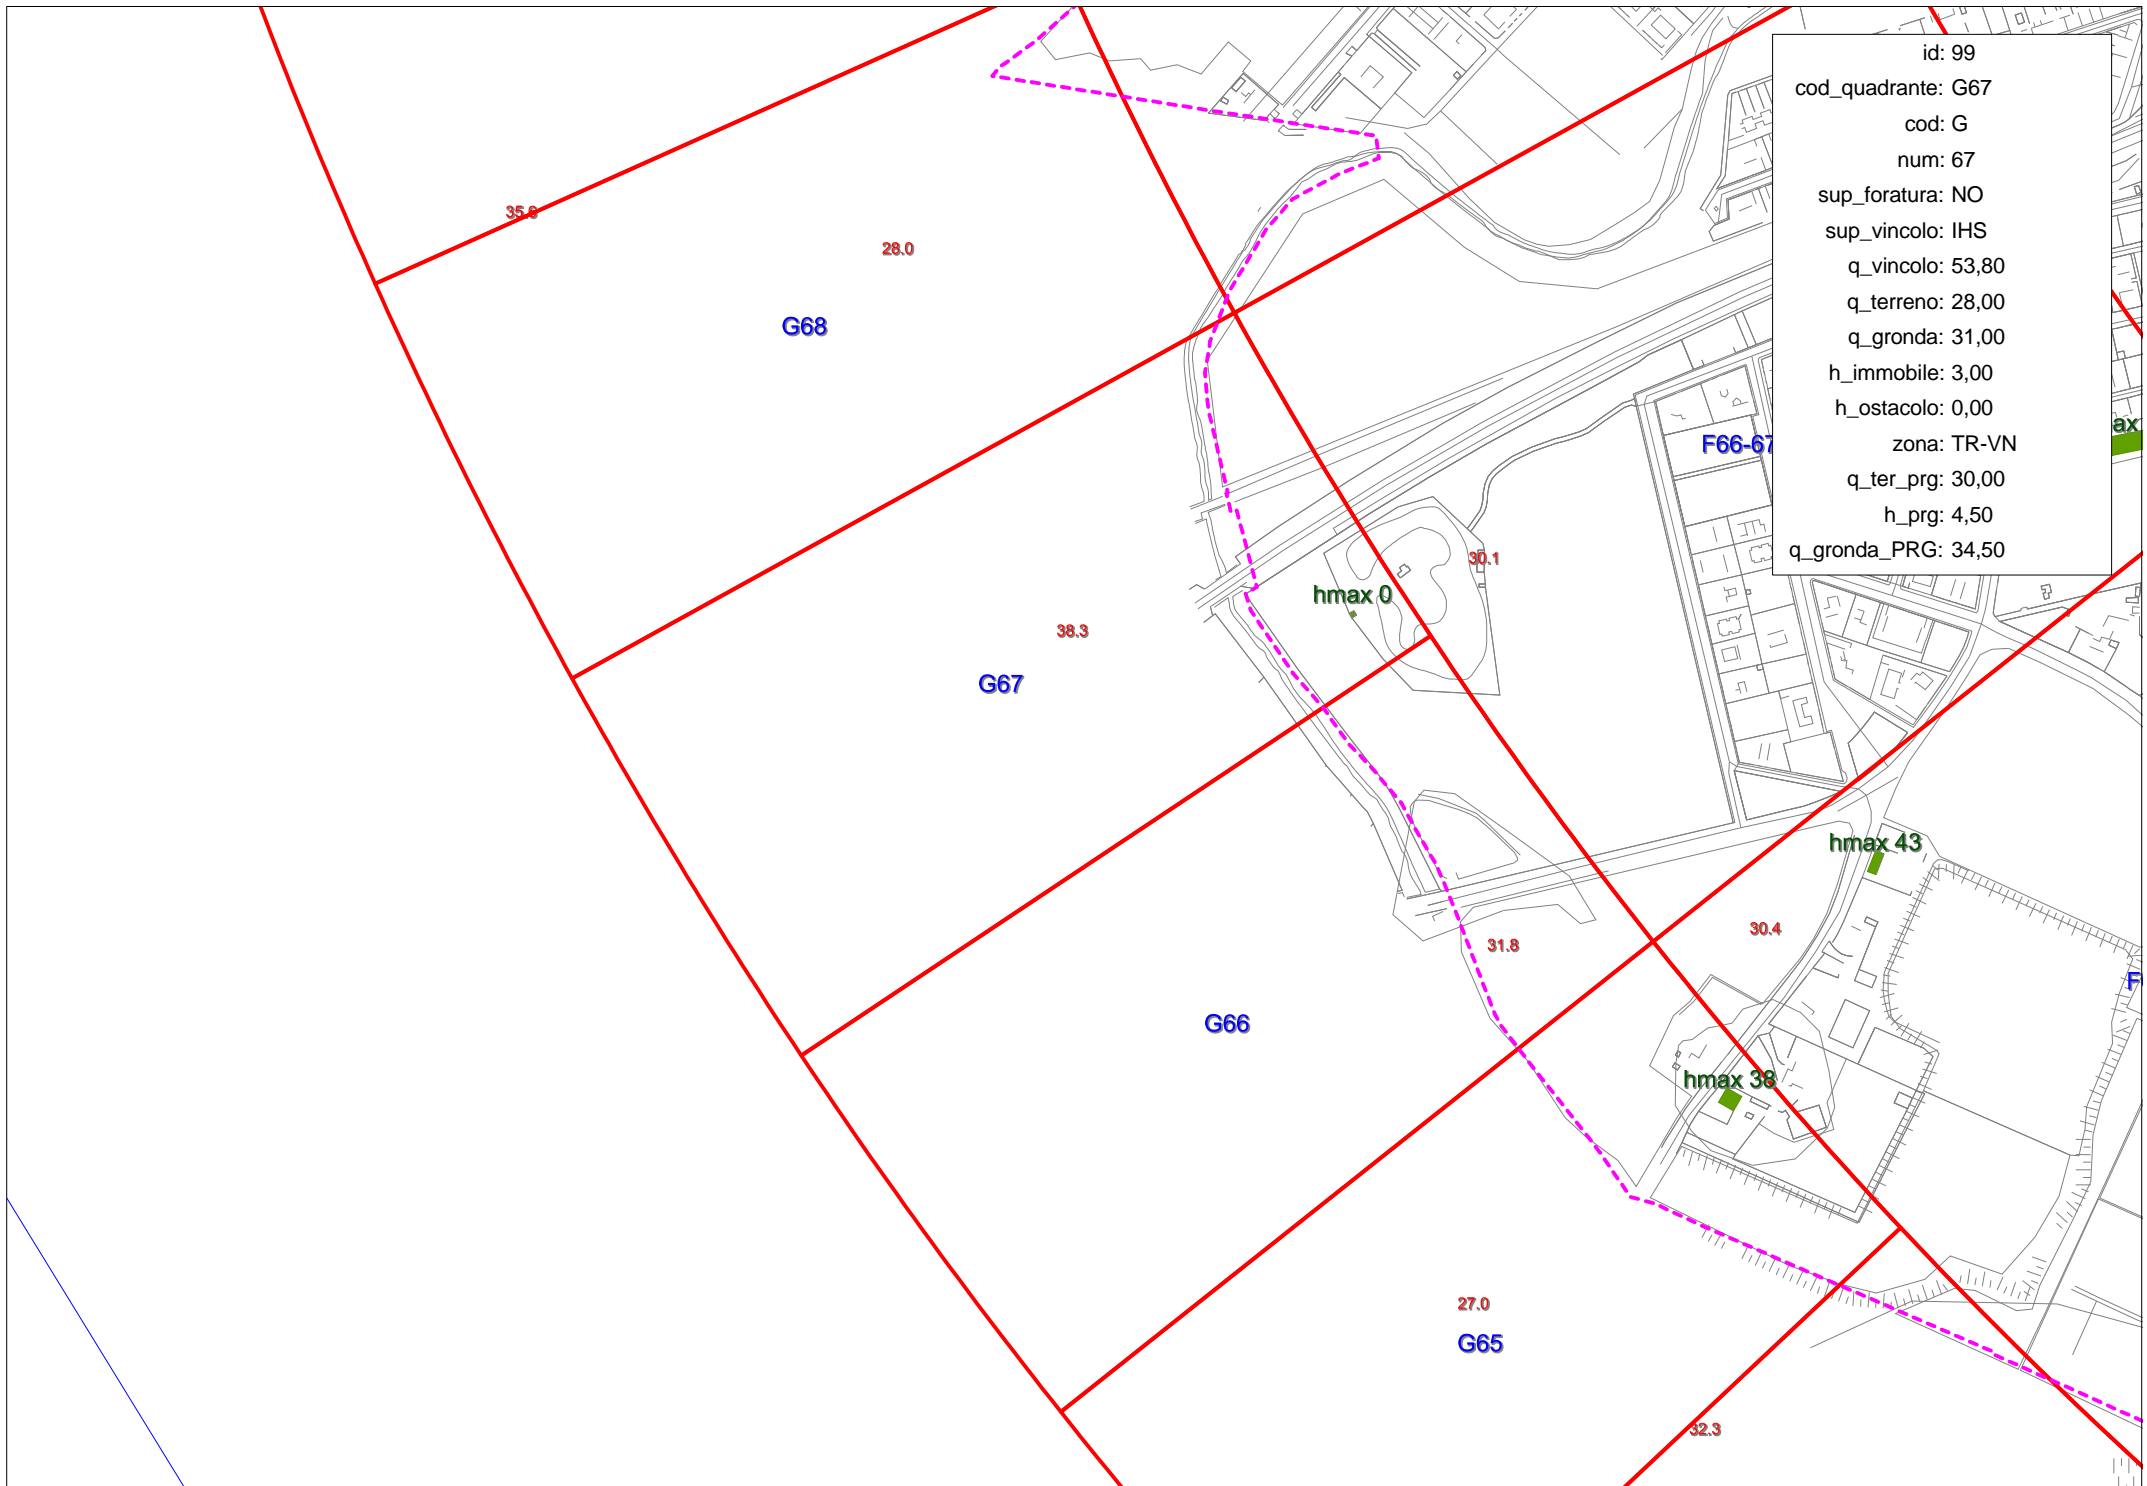 id: 99
cod_quadrante: G67
cod: G
num: 67
sup_foratura: NO
sup_vincolo: IHS
q_vincolo: 53,80
q_terreno: 28,00
q_gronda: 31,00
h_immobile: 3,00
h_ostacolo: 0,00
zona: TR-VN
q_ter_prg: 30,00
h_prg: 4,50
q_gronda_PRG: 34,50
28.0
G68
ax
F66-67
30.1
hmax 0
38.3
G67
hmax 43
30.4
31.8
F
G66
hmax 38
27.0
G65
32.3